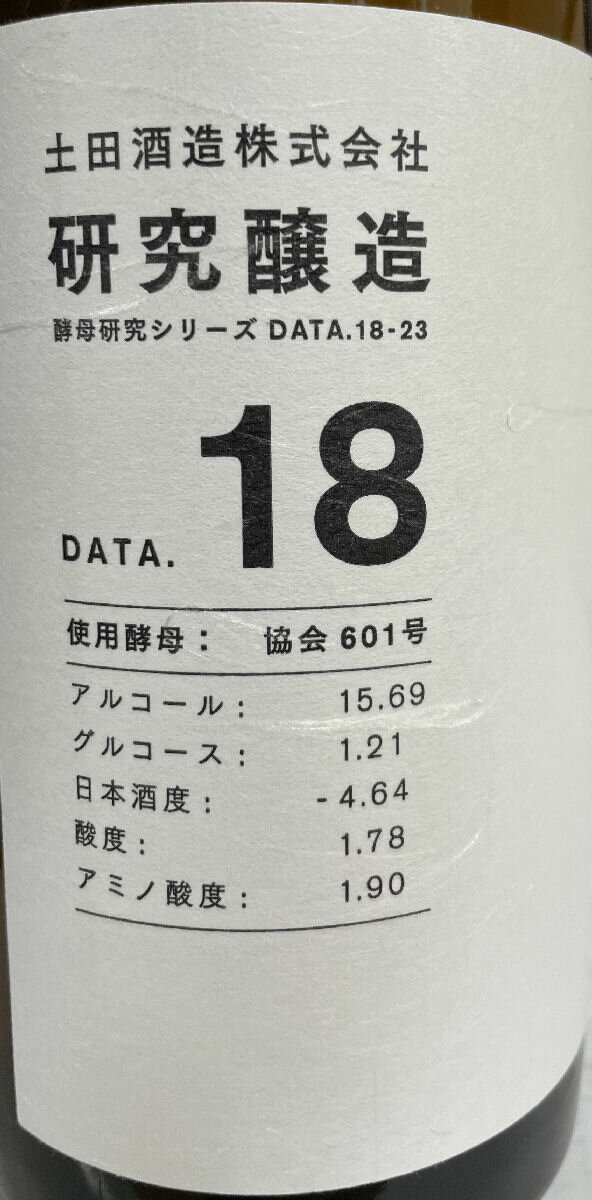 土田酒造株式会社
研究醸造
酵母研究シリーズ DATA.18-23
DATA. 18
使用酵母： 協会 601号
アルコール： 15.69
グルコース： 1.21
日本酒度： - 4.64
酸度： 1.78
アミノ酸度： 1.90